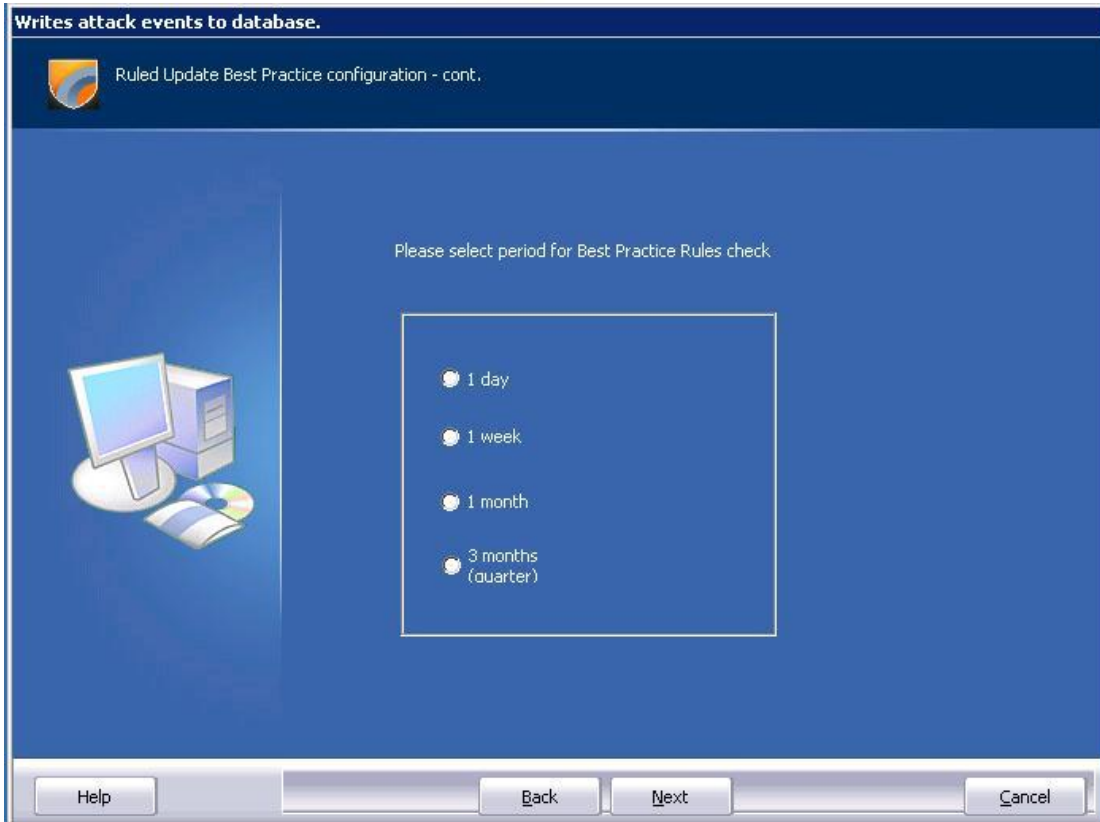 Writes attack events to database.
Ruled Update Best Practice configuration - cont.
Please select period for Best Practice Rules check
1 day
1 week
1 month
3 months
(quarter)
Help
Back
Next
Cancel